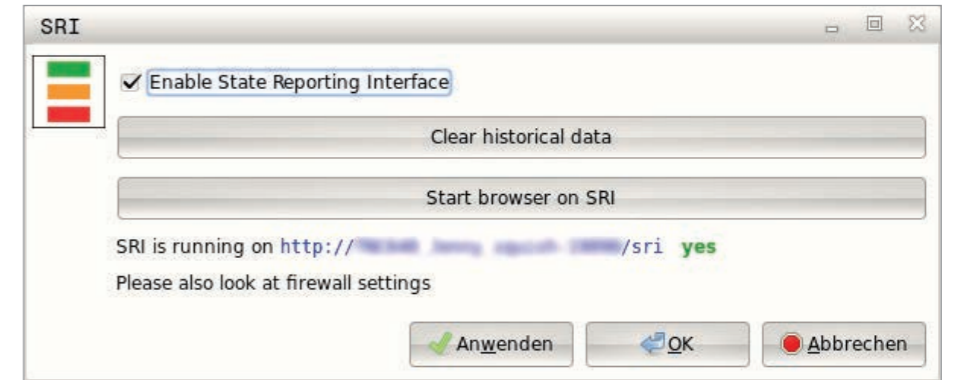 SRI
Enable State Reporting Interface
Clear historical data
Start browser on SRI
SRI is running on http:///sri yes
Please also look at firewall settings
Anwenden
OK
Abbrechen